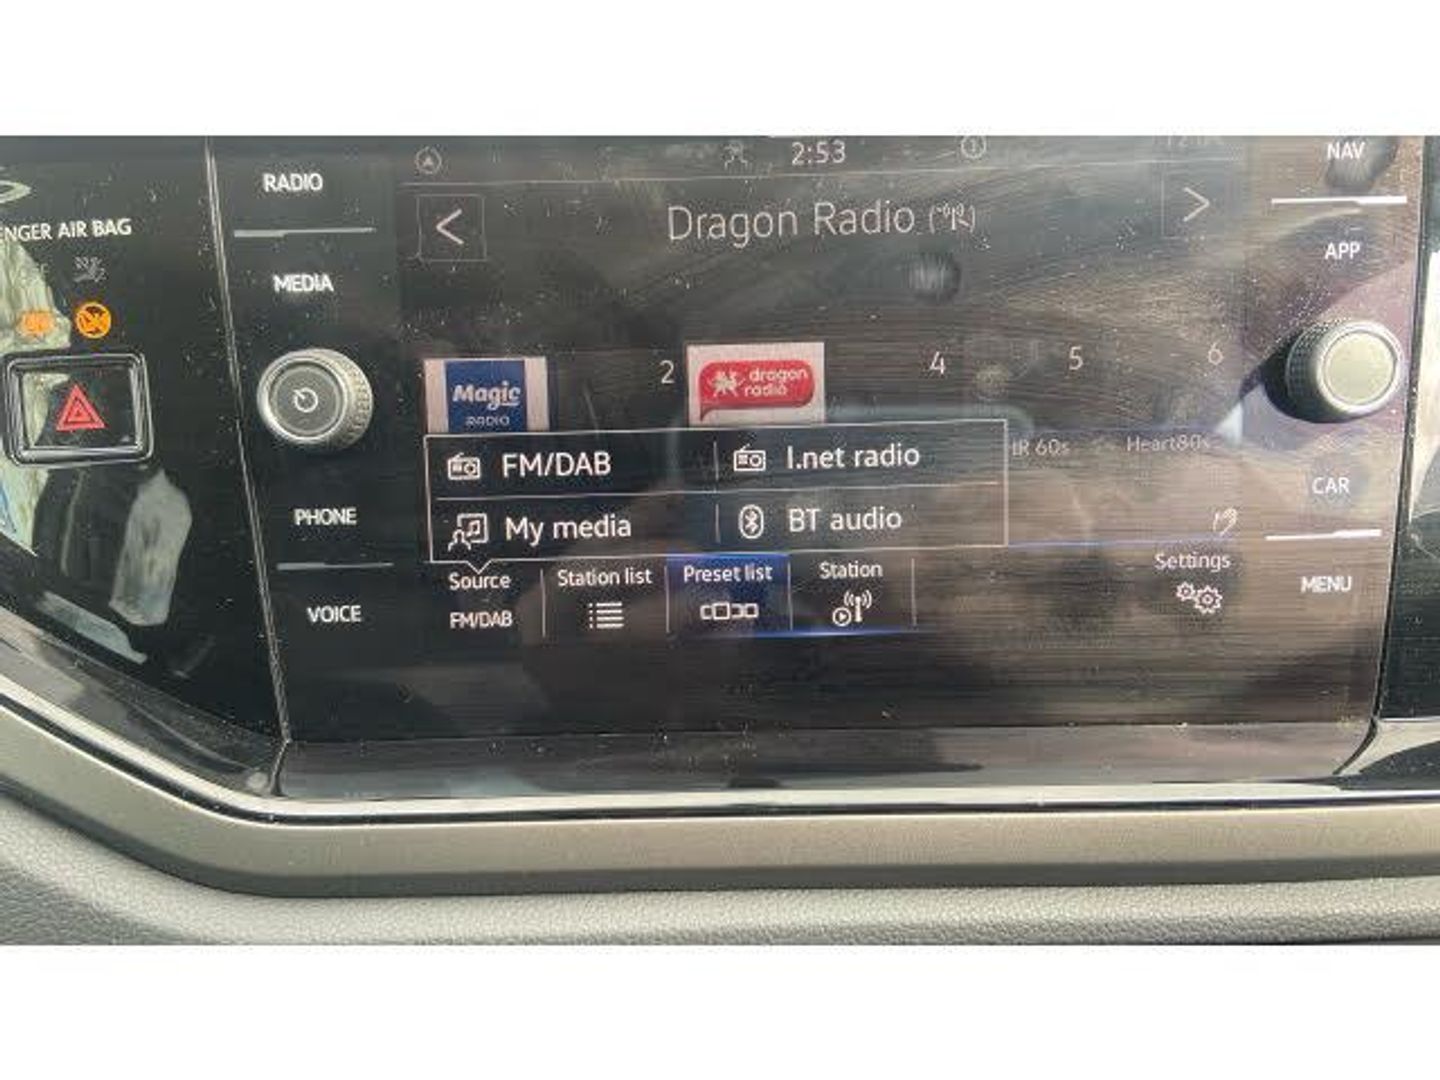 2:53
RADIO
NAV
Dragon Radio
ENGER AIR BAG
APP
MEDIA
2
4
5
6
Magic
RADIO
dragon
radio
FM/DAB
I.net radio
60s
Heart80s
CAR
PHONE
My media
BT audio
Source
Station list
Preset list
Station
Settings
MENU
VOICE
FM/DAB